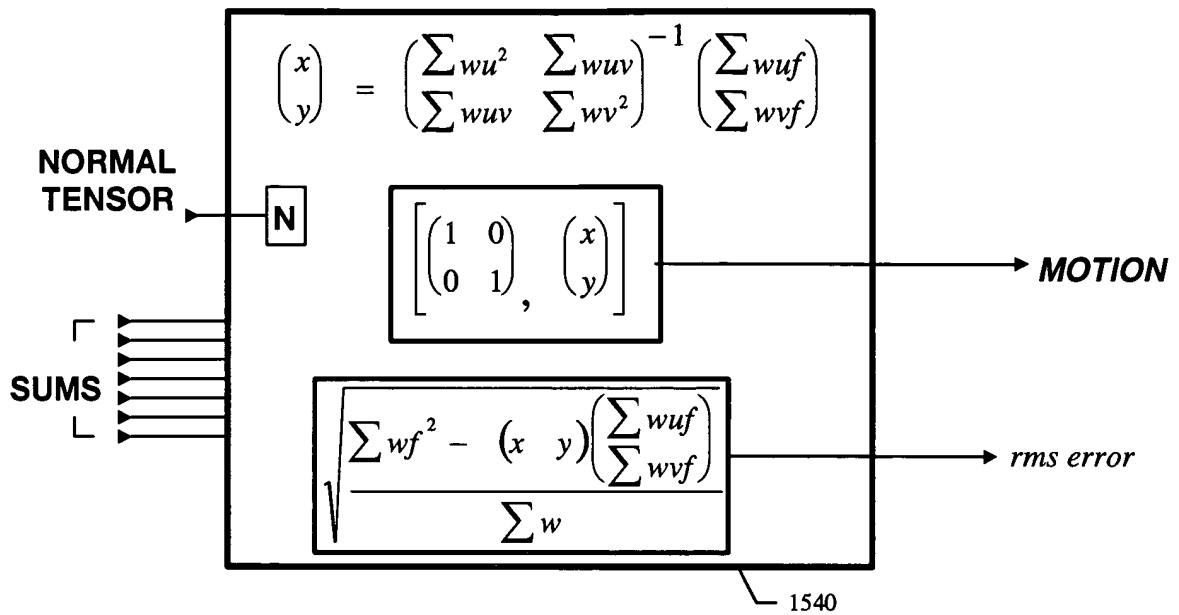 (x y) = (∑wu² ∑wuv ∑wuv ∑wv²)⁻¹ (∑wuf ∑wvf)
NORMAL
TENSOR
N
[(1 0 0 1), (x y)]
MOTION
SUMS
√((∑wf² − (x y)(∑wuf ∑wvf)) / ∑w)
rms error
1540